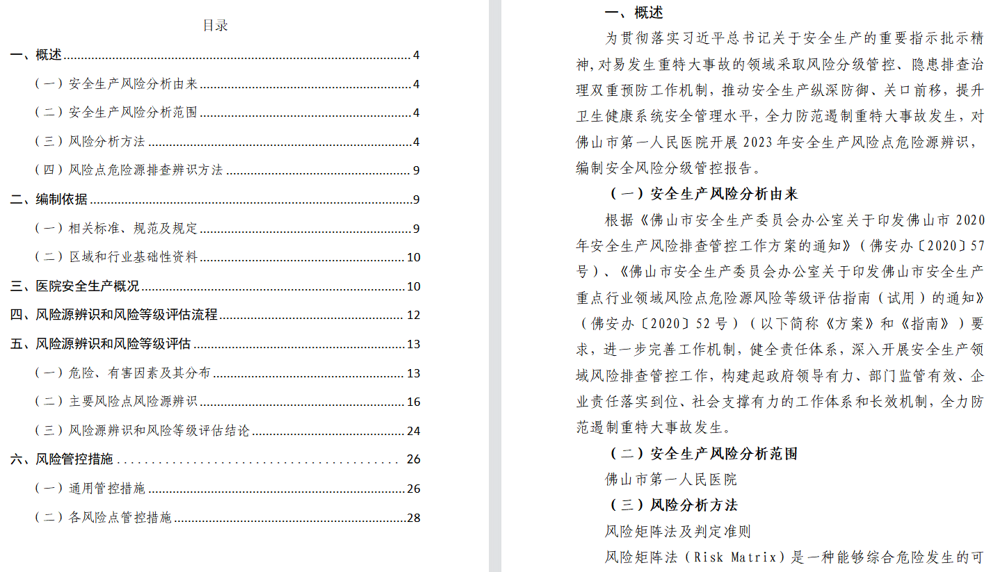 目录
一、概述 4
（一）安全生产风险分析由来 4
（二）安全生产风险分析范围 4
（三）风险分析方法 4
（四）风险点危险源排查辨识方法 9
二、编制依据 9
（一）相关标准、规范及规定 9
（二）区域和行业基础性资料 10
三、医院安全生产概况 10
四、风险源辨识和风险等级评估流程 12
五、风险源辨识和风险等级评估 13
（一）危险、有害因素及其分布 13
（二）主要风险点风险源辨识 16
（三）风险源辨识和风险等级评估结论 24
六、风险管控措施 26
（一）通用管控措施 26
（二）各风险点管控措施 28
一、概述
为贯彻落实习近平总书记关于安全生产的重要指示批示精
神,对易发生重特大事故的领域采取风险分级管控、隐患排查治
理双重预防工作机制，推动安全生产纵深防御、关口前移，提升
卫生健康系统安全管理水平，全力防范遏制重特大事故发生，对
佛山市第一人民医院开展 2023 年安全生产风险点危险源辨识，
编制安全风险分级管控报告。
（一）安全生产风险分析由来
根据《佛山市安全生产委员会办公室关于印发佛山市 2020
年安全生产风险排查管控工作方案的通知》（佛安办〔2020〕57
号）、《佛山市安全生产委员会办公室关于印发佛山市安全生产
重点行业领域风险点危险源风险等级评估指南（试用）的通知》
（佛安办〔2020〕52 号）（以下简称《方案》和《指南》）要
求，进一步完善工作机制，健全责任体系，深入开展安全生产领
域风险排查管控工作，构建起政府领导有力、部门监管有效、企
业责任落实到位、社会支撑有力的工作体系和长效机制，全力防
范遏制重特大事故发生。
（二）安全生产风险分析范围
佛山市第一人民医院
（三）风险分析方法
风险矩阵法及判定准则
风险矩阵法（Risk Matrix）是一种能够综合危险发生的可